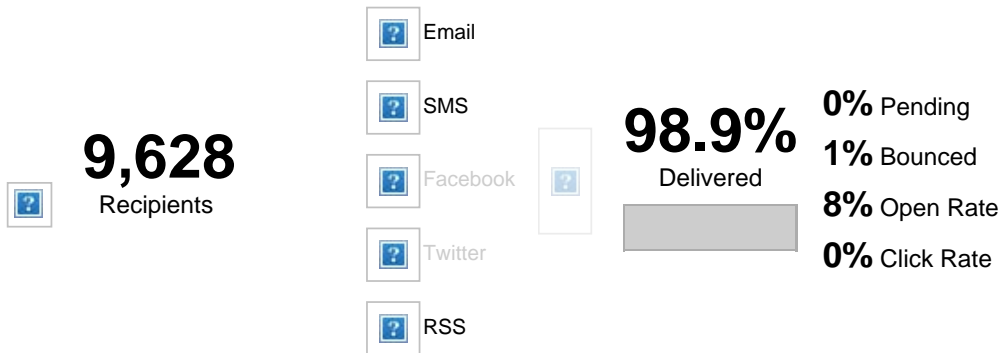 9,628
Recipients
Email
SMS
Facebook
Twitter
RSS
98.9%
Delivered
0% Pending
1% Bounced
8% Open Rate
0% Click Rate